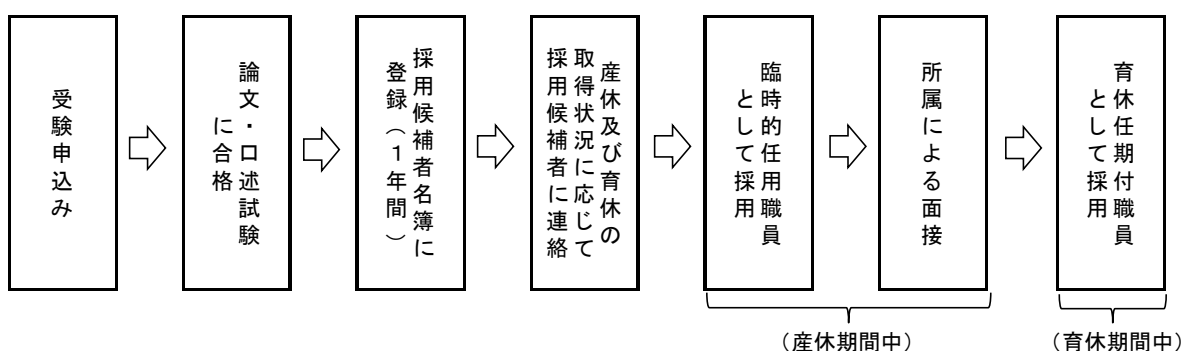 受験申込み
論文・口述試験
に合格
採用候補者名簿に
登録（１年間）
産休及び育休の
取得状況に応じて
採用候補者に連絡
臨時的任用職員
として採用
所属による面接
育休任期付職員
として採用
（産休期間中）
（育休期間中）